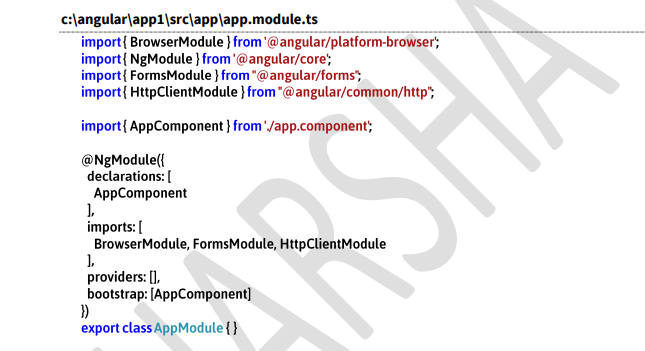 c:\angular\app1\src\app\app.module.ts
import { BrowserModule } from '@angular/platform-browser';
import { NgModule } from '@angular/core';
import { FormsModule } from "@angular/forms";
import { HttpClientModule } from "@angular/common/http";
import { AppComponent } from './app.component';
@NgModule({
declarations: [
AppComponent
],
imports: [
BrowserModule, FormsModule, HttpClientModule
],
providers: [],
bootstrap: [AppComponent]
})
export class AppModule { }
HARSHA